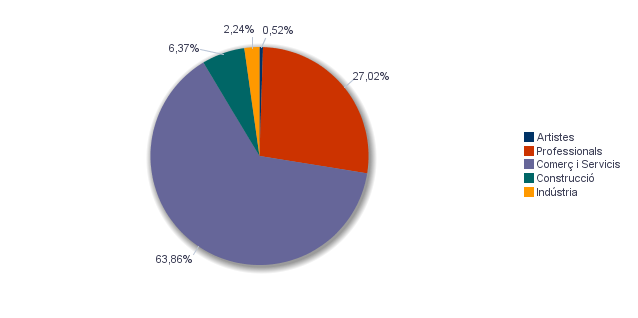 2,24%
0,52%
6,37%
27,02%
63,86%
Artistes
Professionals
Comerç i Servicis
Construcció
Indústria